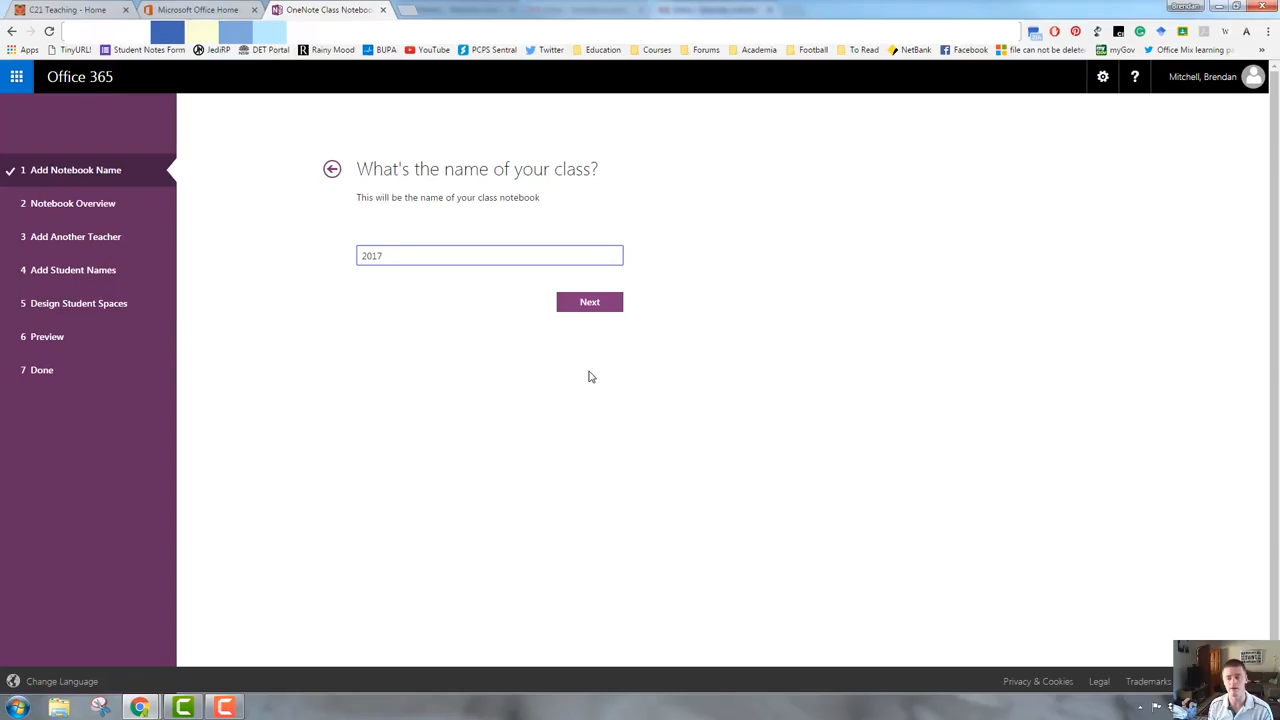 C21 Teaching - Home
Microsoft Office Home
OneNote Class Noteboo
Brendan
Apps
TinyURL!
Student Notes Form
JediRP
DET Portal
Rainy Mood
BUPA
YouTube
PCPS Sentral
Twitter
Education
Courses
Forums
Academia
Football
To Read
NetBank
Facebook
file can not be delete
myGov
Office Mix learning p
»
Office 365
?
Mitchell, Brendan
1 Add Notebook Name
2 Notebook Overview
3 Add Another Teacher
4 Add Student Names
5 Design Student Spaces
6 Preview
7 Done
What's the name of your class?
This will be the name of your class notebook
2017
Next
Change Language
Privacy & Cookies
Legal
Trademarks